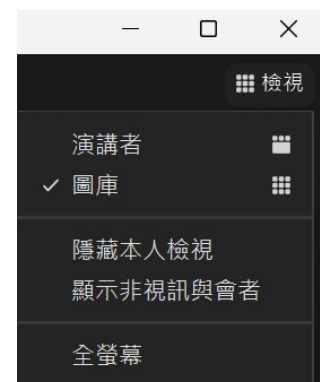 檢視
演講者
圖庫
隱藏本人檢視
顯示非視訊與會者
全螢幕